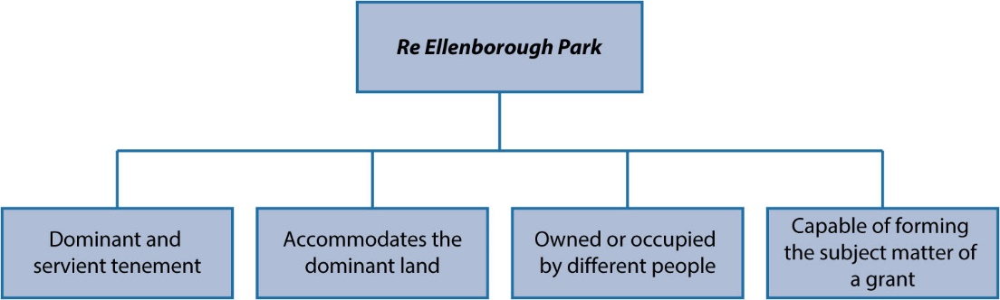 Re Ellenborough Park
Dominant and
servient tenement
Accommodates the
dominant land
Owned or occupied
by different people
Capable of forming
the subject matter of
a grant